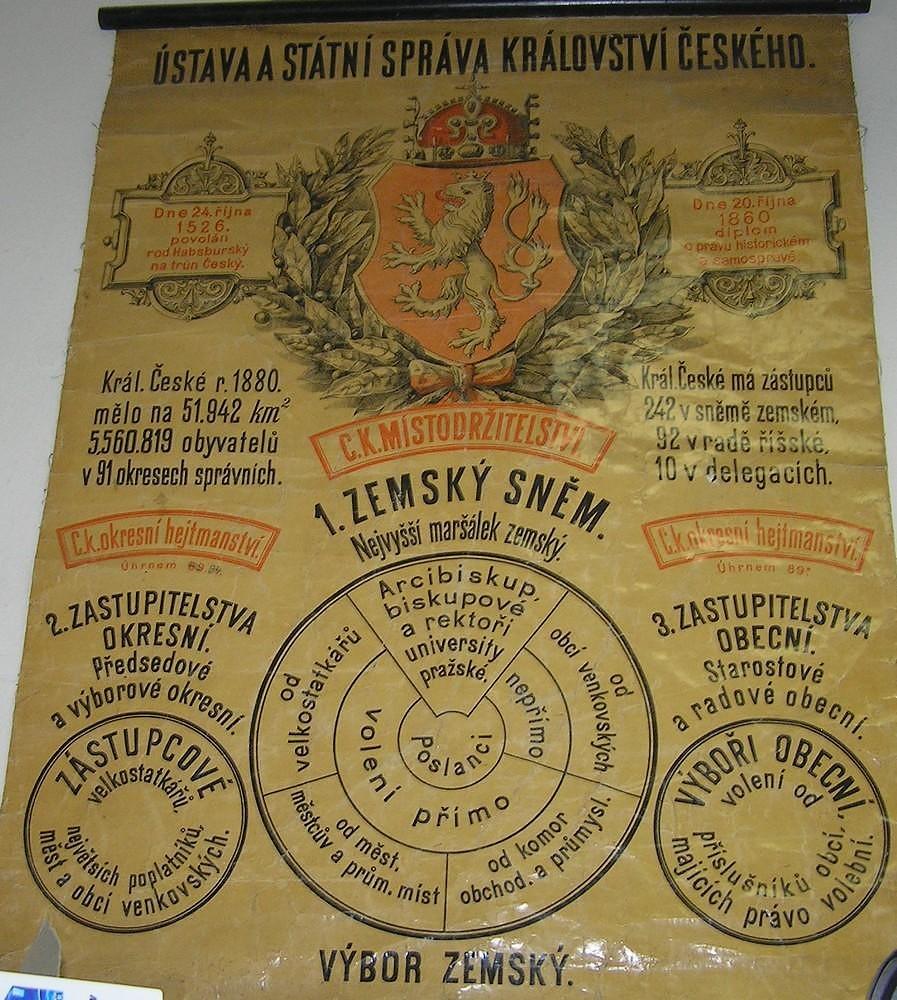 ÚSTAVA A STÁTNÍ SPRÁVA KRÁLOVSTVÍ ČESKÉHO.
Dne 24. října
1526.
povolán
rod Habsburský
na trůn Český.
Dne 20. října
1860
diplom
o právu historickém
a samosprávě.
Král. České r. 1880.
mělo na 51.942 km²
5,560.819 obyvatelů
v 91 okresech správních.
Král. České má zástupců
242 v sněmě zemském,
92 v radě říšské,
10 v delegacích.
C.K. MÍSTODRŽITELSTVÍ.
1. ZEMSKÝ SNĚM.
Nejvyšší maršálek zemský.
C.k. okresní hejtmanství.
Úhrnem
C.k. okresní hejtmanství.
Úhrnem 89.
2. ZASTUPITELSTVA
OKRESNÍ.
Předsedové
a výborové okresní.
3. ZASTUPITELSTVA
OBECNÍ.
Starostové
a radové obecní.
Arcibiskup,
biskupové
a rektoři
university
pražské.
od
velkostatkářů
od
obcí venkovských
volení přímo
nepřímo
Poslanci
od měst.
městcův a prům. míst
od komor
obchod. a průmysl.
ZÁSTUPCOVÉ
velkostatkářů,
největších poplatníků,
měst a obcí venkovských.
VÝBOŘI OBECNÍ,
volení od
příslušníků obcí,
majících právo volební.
VÝBOR ZEMSKÝ.